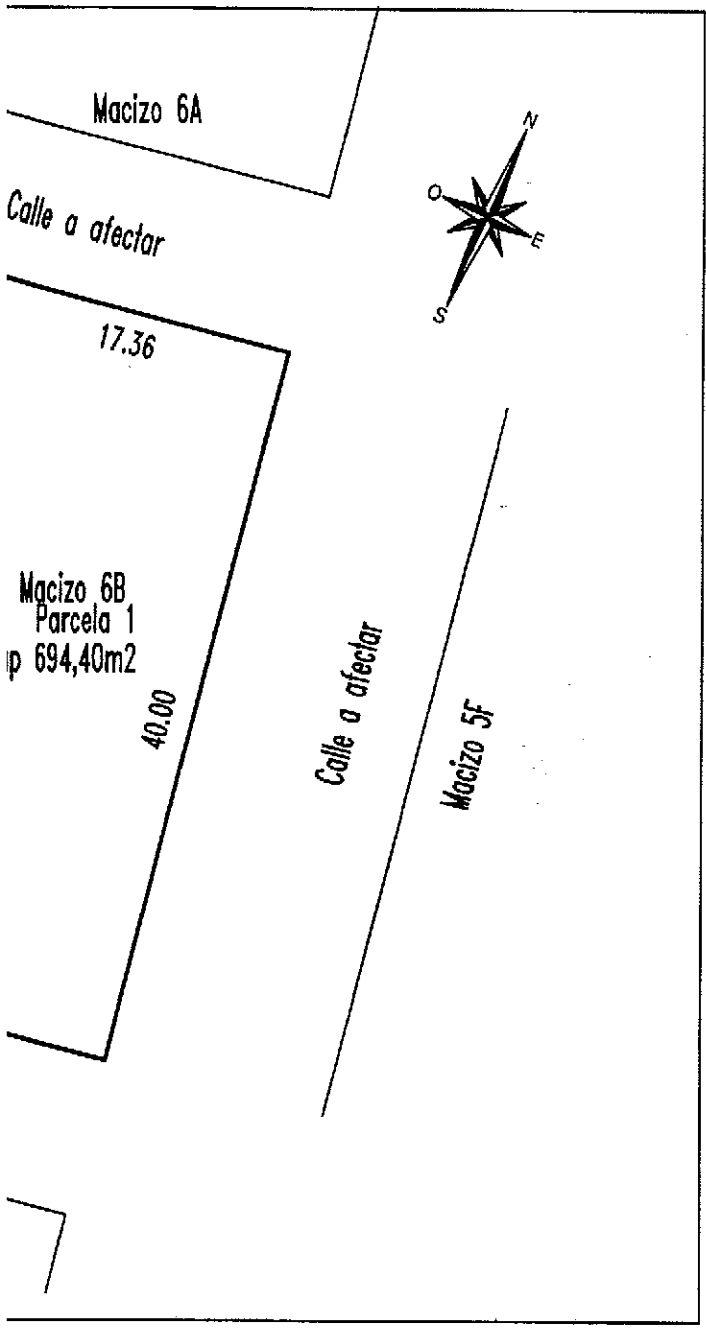 Macizo 6A
N
O
E
S
Calle a afectar
17.36
Macizo 6B
Parcela 1
p 694,40m2
40.00
Calle a afectar
Macizo 5F